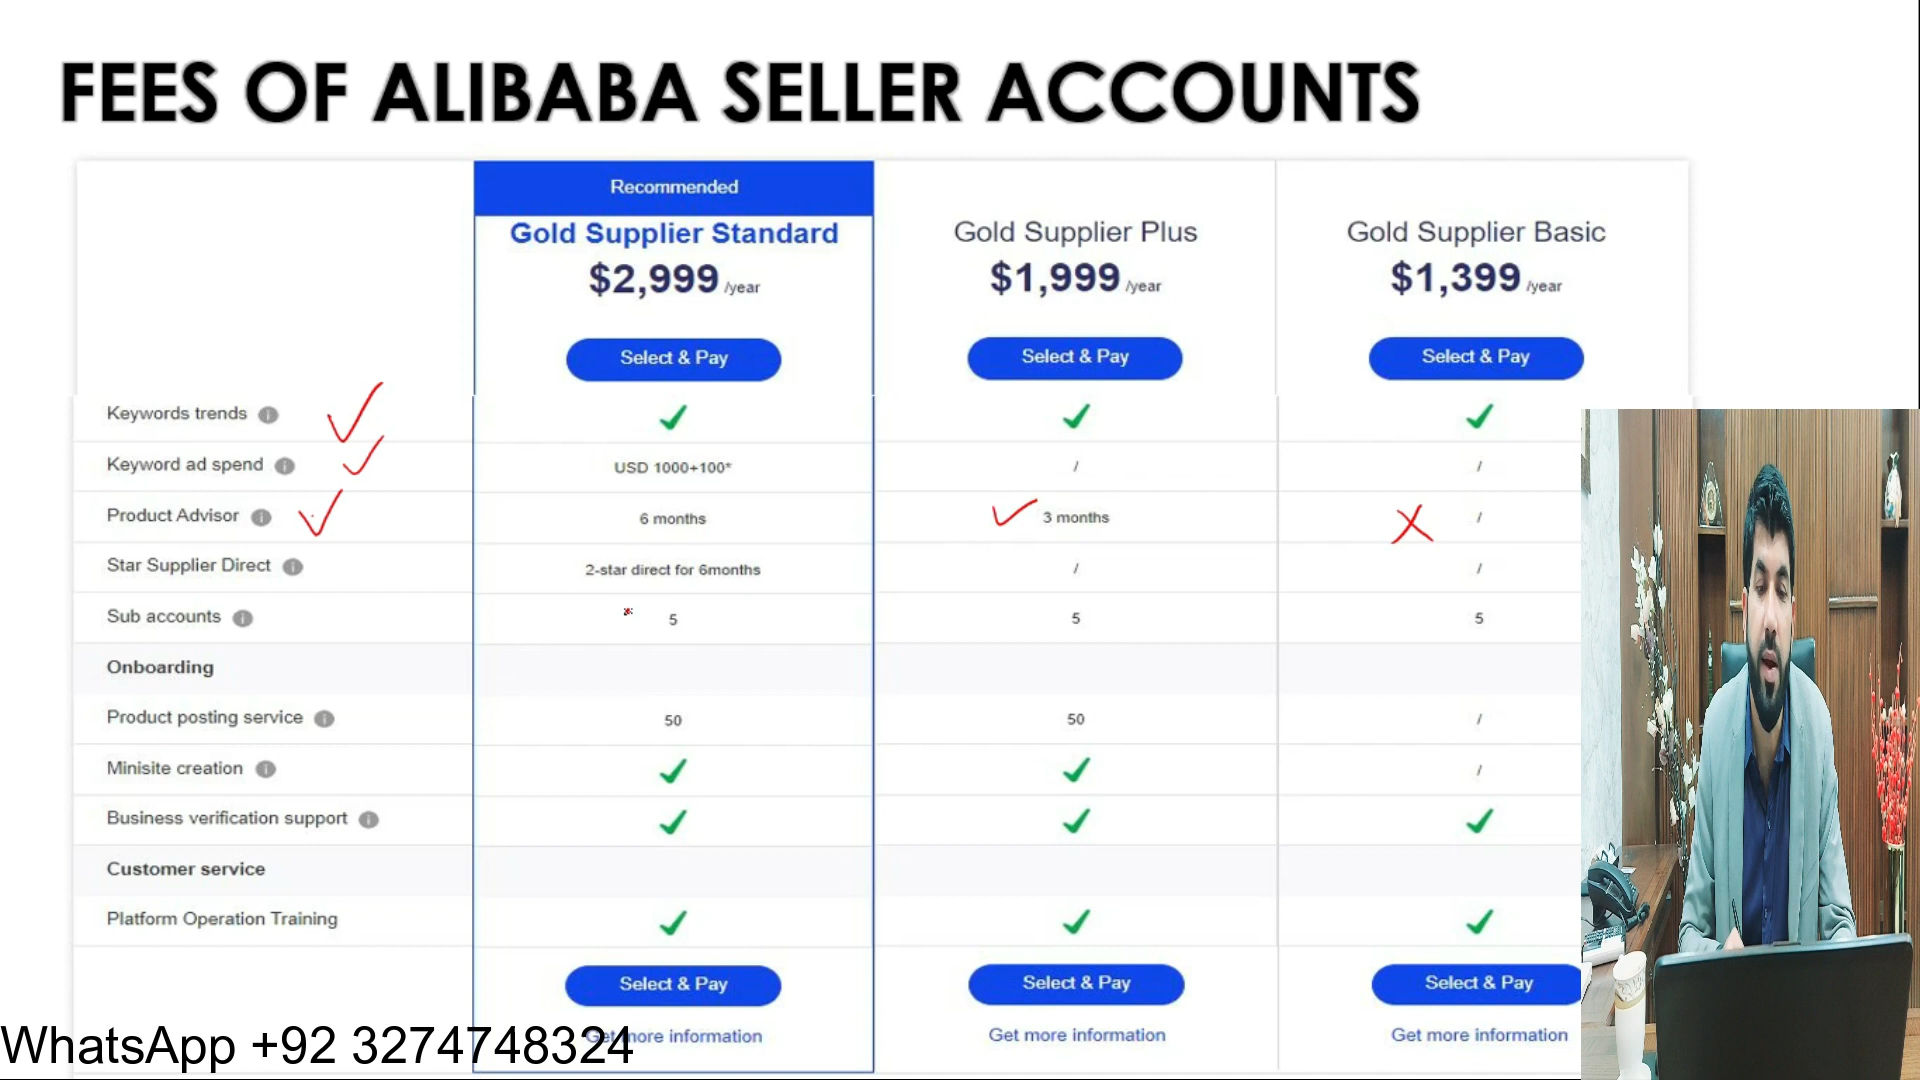 FEES OF ALIBABA SELLER ACCOUNTS
Recommended
Gold Supplier Standard
$2,999 /year
Select & Pay
Gold Supplier Plus
$1,999 /year
Select & Pay
Gold Supplier Basic
$1,399 /year
Select & Pay
Keywords trends
Keyword ad spend USD 1000+100* / /
Product Advisor 6 months 3 months /
Star Supplier Direct 2-star direct for 6months / /
Sub accounts 5 5 5
Onboarding
Product posting service 50 50 /
Minisite creation /
Business verification support
Customer service
Platform Operation Training
Select & Pay Select & Pay Select & Pay
Get more information Get more information Get more information
WhatsApp +92 3274748324